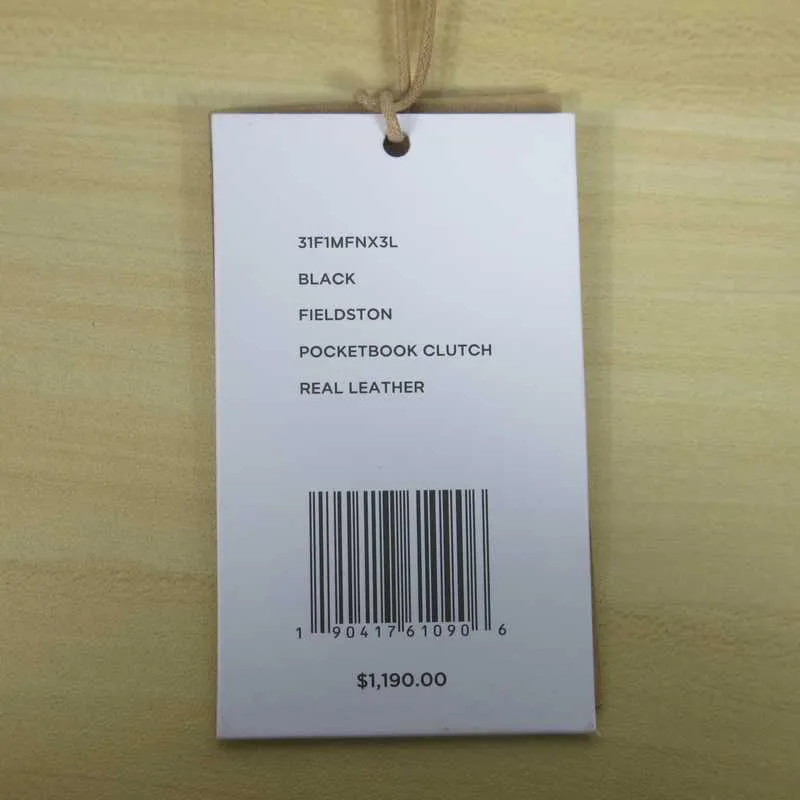 31F1MFNX3L
BLACK
FIELDSTON
POCKETBOOK CLUTCH
REAL LEATHER
1 90417 61090 6
$1,190.00